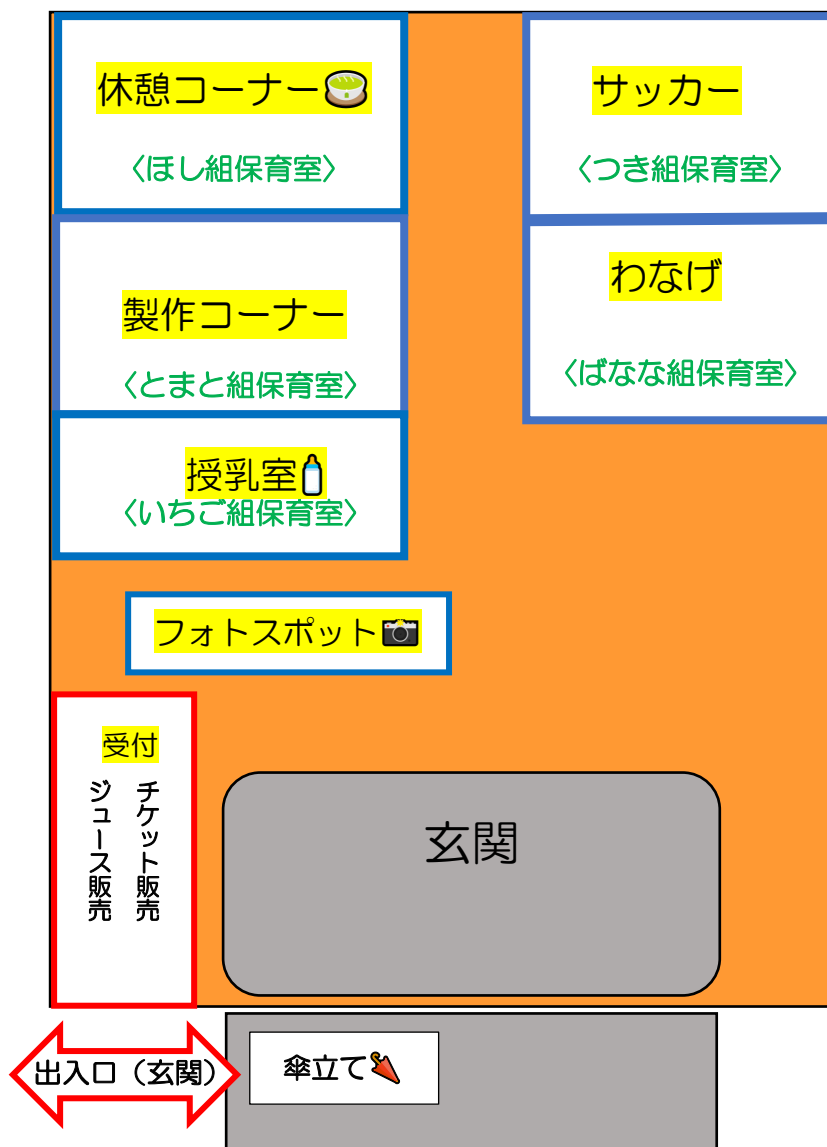 休憩コーナー🍵
〈ほし組保育室〉
サッカー
〈つき組保育室〉
製作コーナー
〈とまと組保育室〉
わなげ
〈ばなな組保育室〉
授乳室🍼
〈いちご組保育室〉
フォトスポット📸
受付
チケット販売
ジュース販売
玄関
出入口（玄関）
傘立て🌂